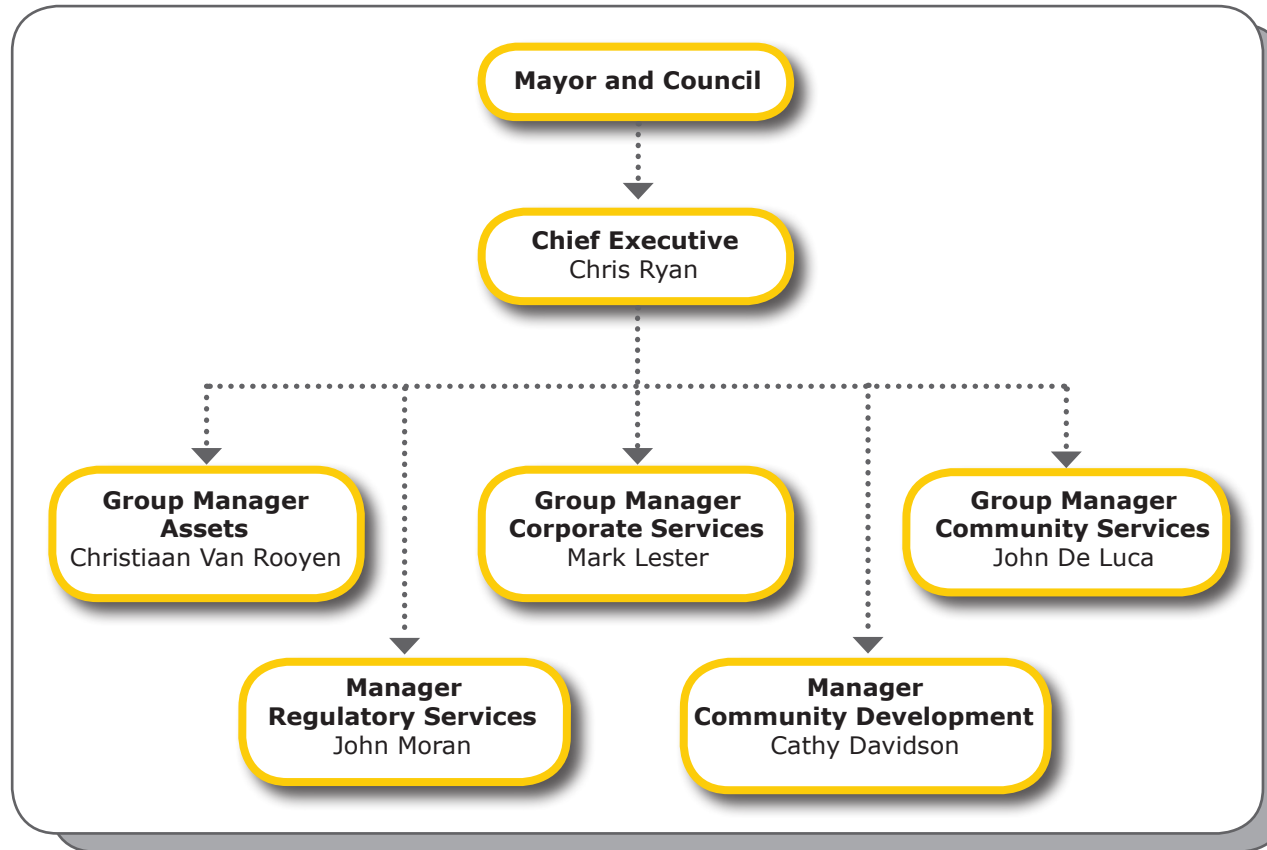 Mayor and Council
Chief Executive
Chris Ryan
Group Manager
Assets
Christiaan Van Rooyen
Group Manager
Corporate Services
Mark Lester
Group Manager
Community Services
John De Luca
Manager
Regulatory Services
John Moran
Manager
Community Development
Cathy Davidson